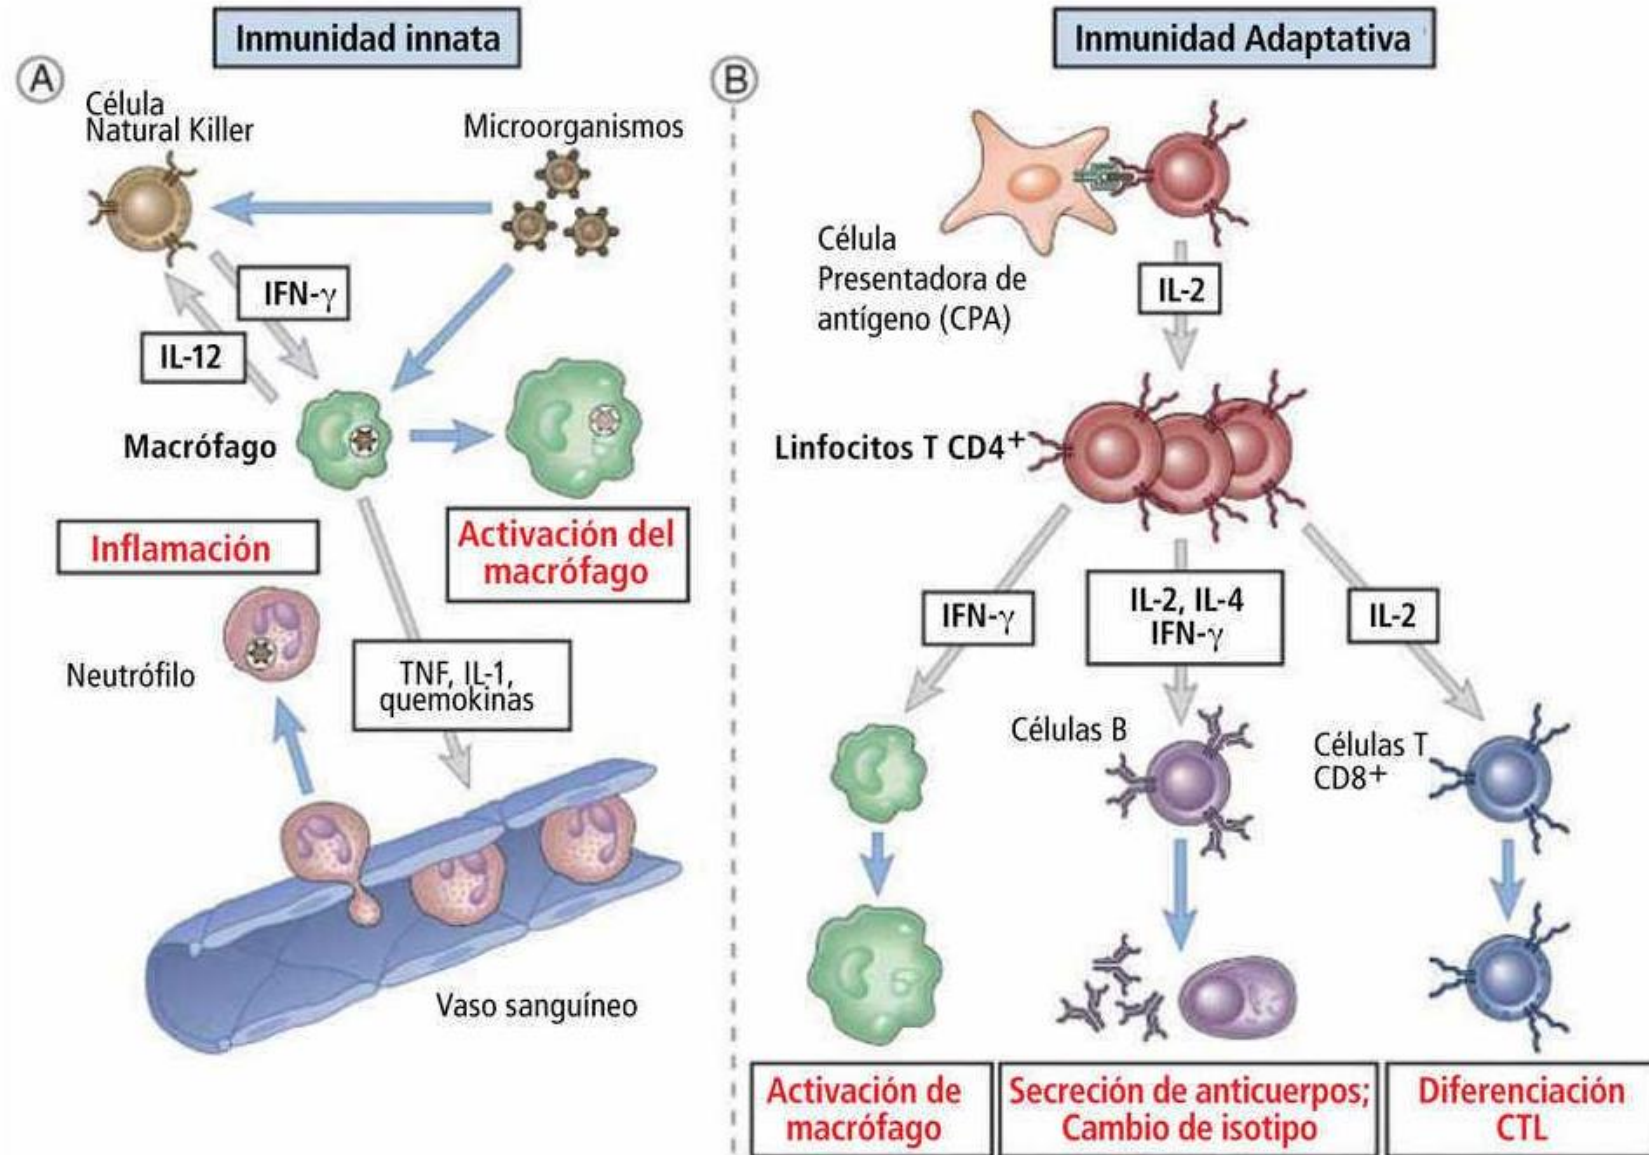 Inmunidad innata
A
Célula
Natural Killer
Microorganismos
IFN-γ
IL-12
Macrófago
Inflamación
Activación del
macrófago
Neutrófilo
TNF, IL-1,
quemokinas
Vaso sanguíneo
Inmunidad Adaptativa
B
Célula
Presentadora de
antígeno (CPA)
IL-2
Linfocitos T CD4+
IFN-γ
IL-2, IL-4
IFN-γ
IL-2
Células B
Células T
CD8+
Activación de
macrófago
Secreción de anticuerpos;
Cambio de isotipo
Diferenciación
CTL